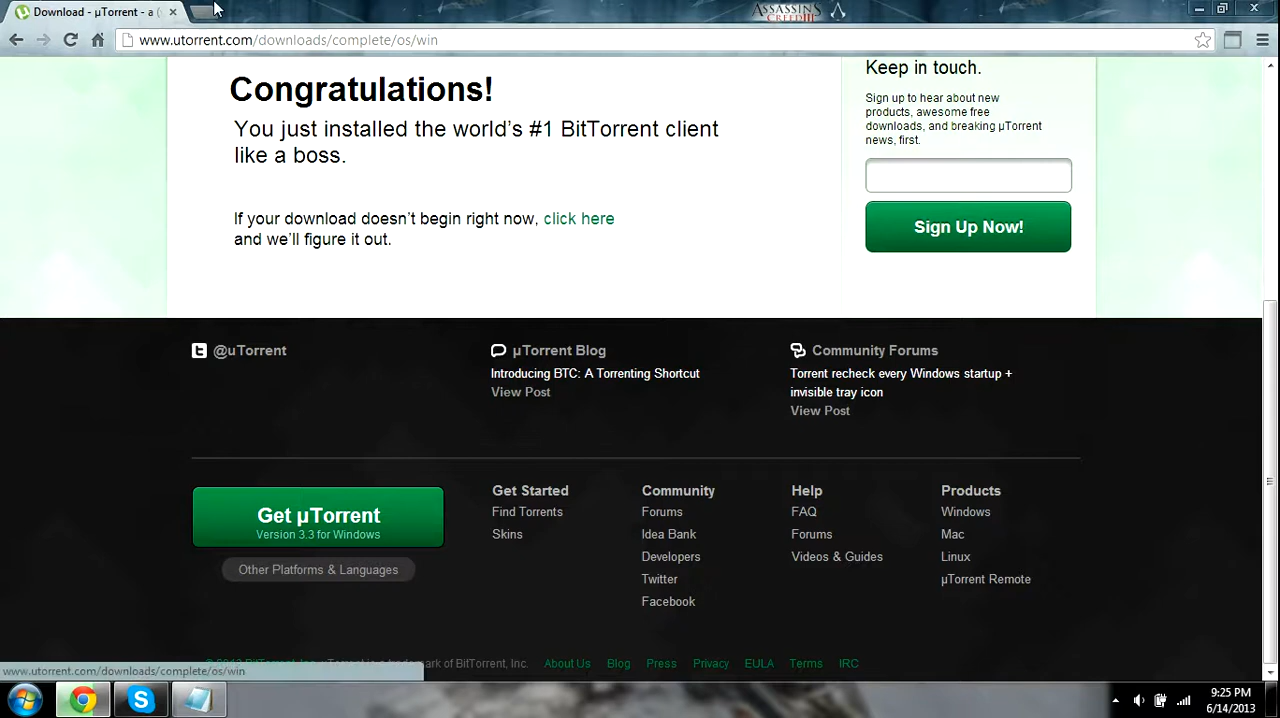 Download - µTorrent - a (
ASSASSIN'S CREED III
www.utorrent.com/downloads/complete/os/win
Congratulations!
You just installed the world's #1 BitTorrent client
like a boss.
If your download doesn't begin right now, click here
and we'll figure it out.
Keep in touch.
Sign up to hear about new
products, awesome free
downloads, and breaking µTorrent
news, first.
Sign Up Now!
@uTorrent
µTorrent Blog
Introducing BTC: A Torrenting Shortcut
View Post
Community Forums
Torrent recheck every Windows startup +
invisible tray icon
View Post
Get µTorrent
Version 3.3 for Windows
Other Platforms & Languages
Get Started
Find Torrents
Skins
Community
Forums
Idea Bank
Developers
Twitter
Facebook
Help
FAQ
Forums
Videos & Guides
Products
Windows
Mac
Linux
µTorrent Remote
mark of BitTorrent, Inc.
About Us
Blog
Press
Privacy
EULA
Terms
IRC
www.utorrent.com/downloads/complete/os/win
9:25 PM
6/14/2013